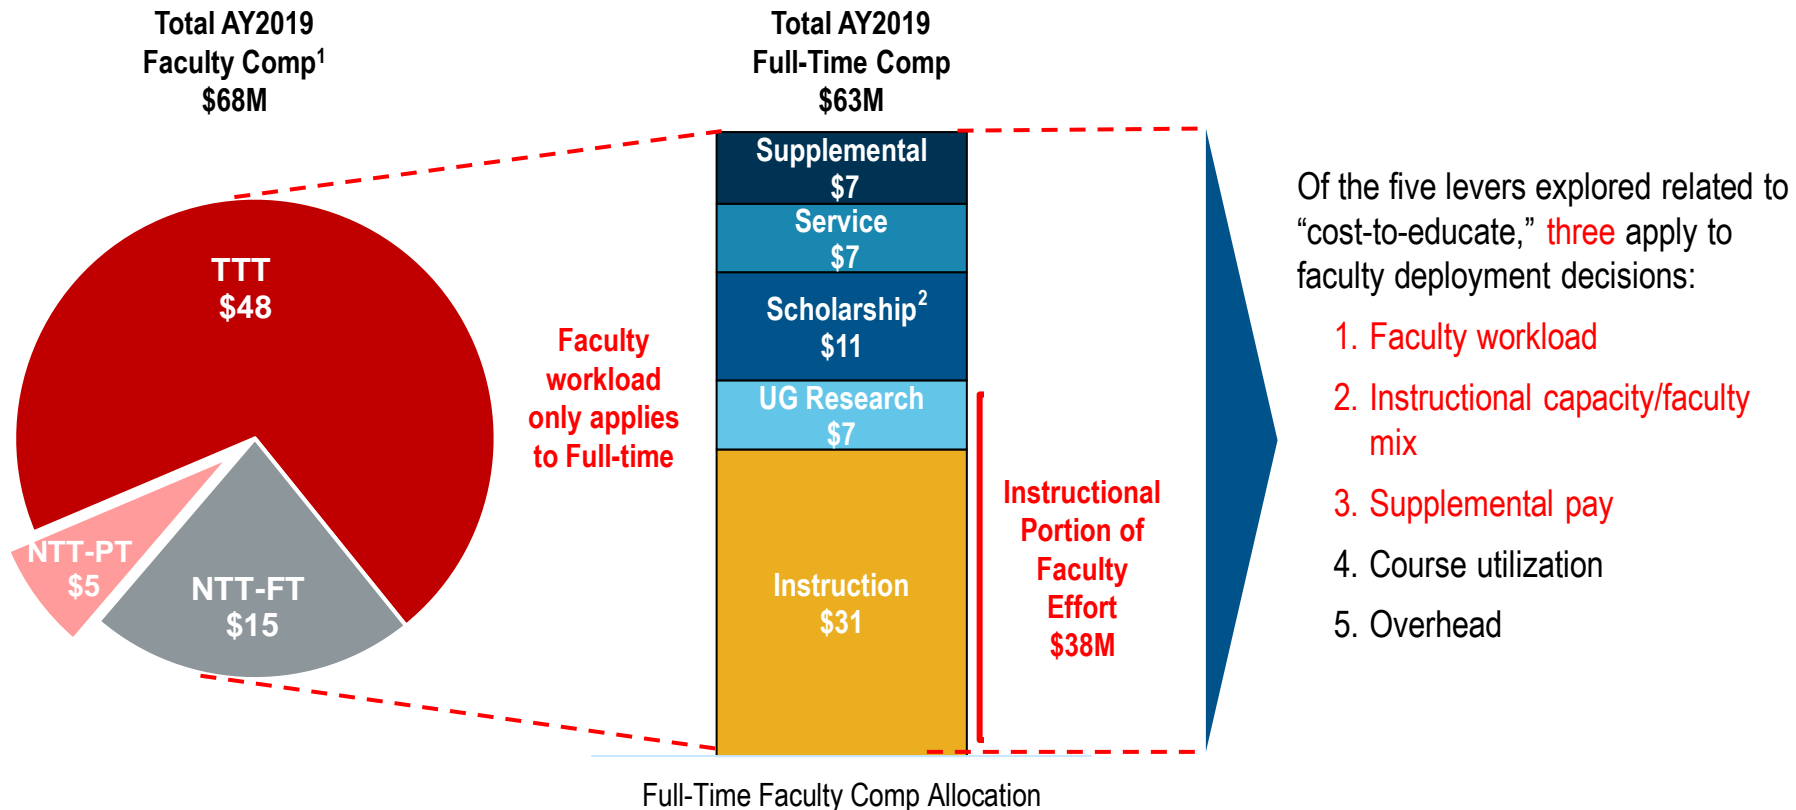 Total AY2019
Faculty Comp1
$68M
TTT
$48
NTT-PT
$5
NTT-FT
$15
Faculty
workload
only applies
to Full-time
Total AY2019
Full-Time Comp
$63M
Supplemental
$7
Service
$7
Scholarship2
$11
UG Research
$7
Instruction
$31
Full-Time Faculty Comp Allocation
Instructional
Portion of
Faculty
Effort
$38M
Of the five levers explored related to
“cost-to-educate,” three apply to
faculty deployment decisions:
1. Faculty workload
2. Instructional capacity/faculty
mix
3. Supplemental pay
4. Course utilization
5. Overhead